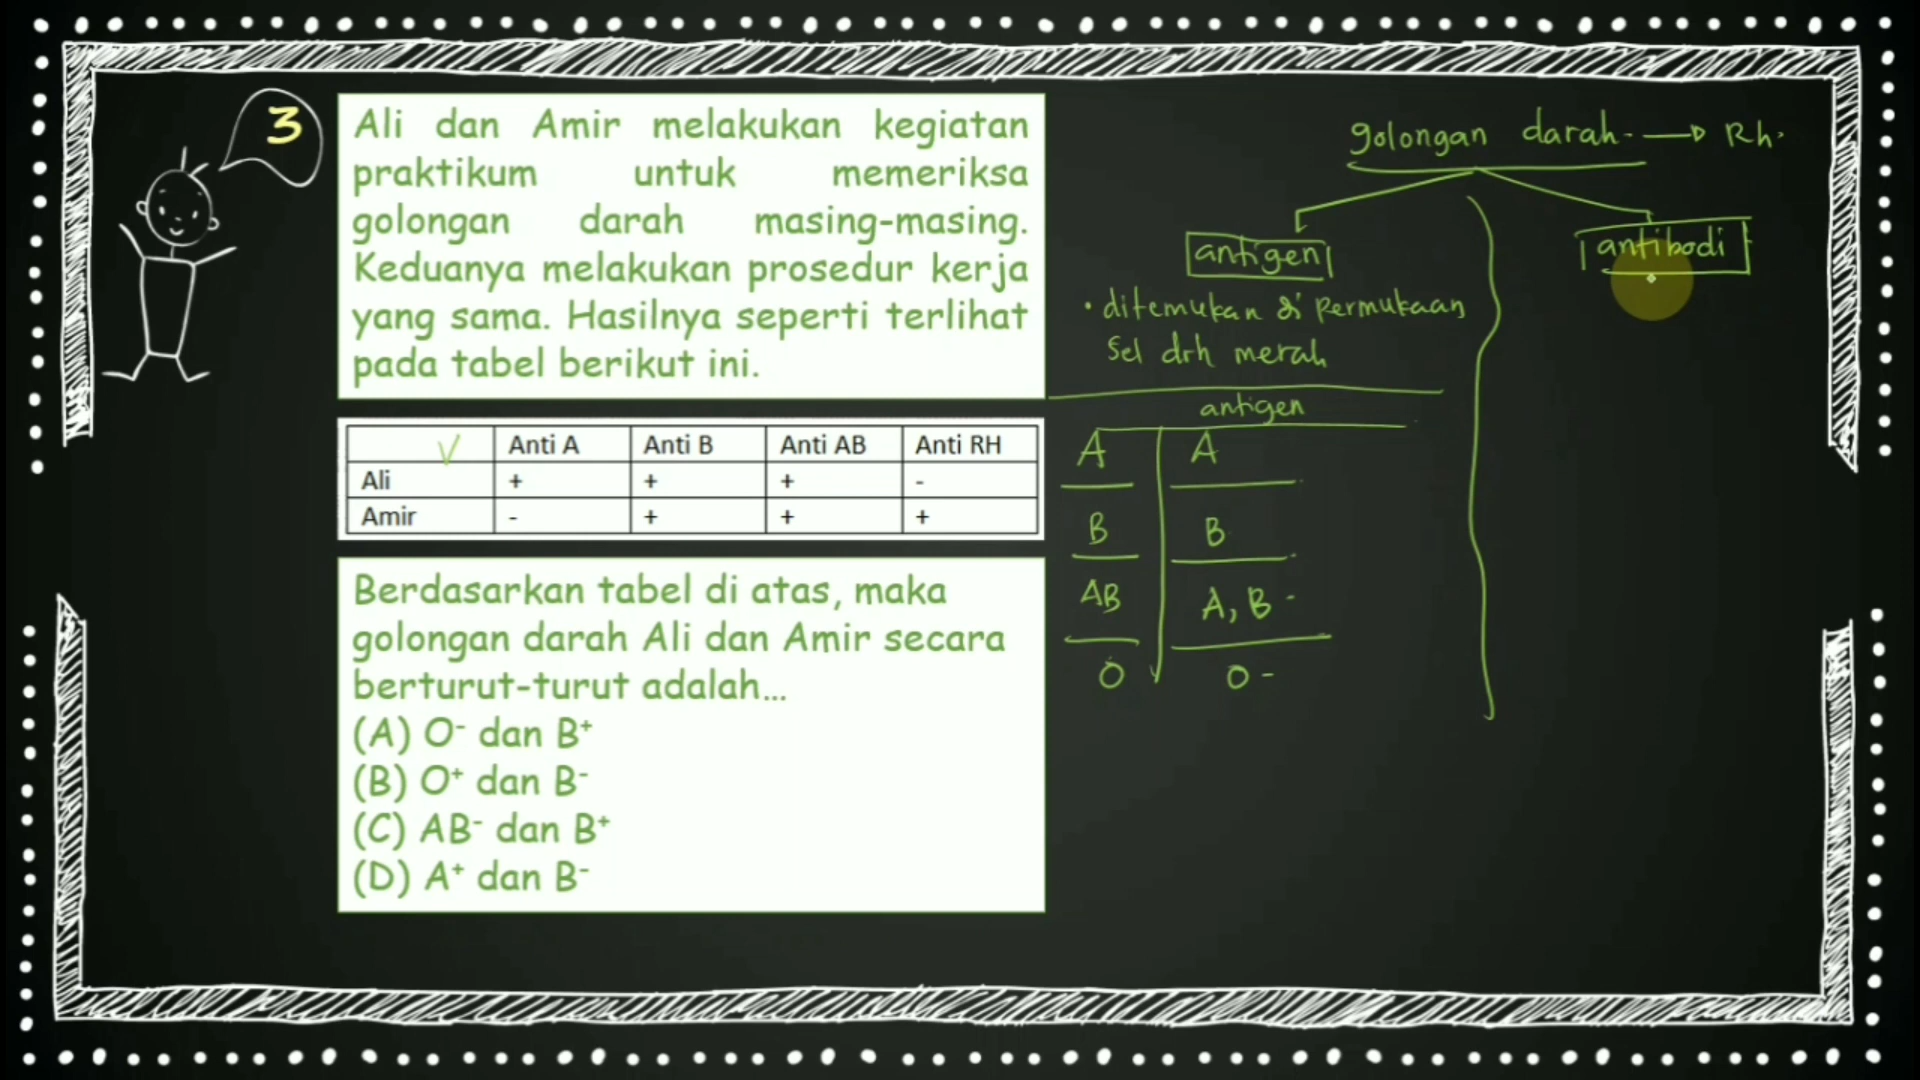 3
Ali dan Amir melakukan kegiatan
praktikum untuk memeriksa
golongan darah masing-masing.
Keduanya melakukan prosedur kerja
yang sama. Hasilnya seperti terlihat
pada tabel berikut ini.
√ Anti A Anti B Anti AB Anti RH
Ali + + + -
Amir - + + +
Berdasarkan tabel di atas, maka
golongan darah Ali dan Amir secara
berturut-turut adalah...
(A) O⁻ dan B⁺
(B) O⁺ dan B⁻
(C) AB⁻ dan B⁺
(D) A⁺ dan B⁻
golongan darah → Rh.
antigen
• ditemukan di permukaan
sel drh merah
antigen
A A
B B
AB A, B -
O O -
antibodi